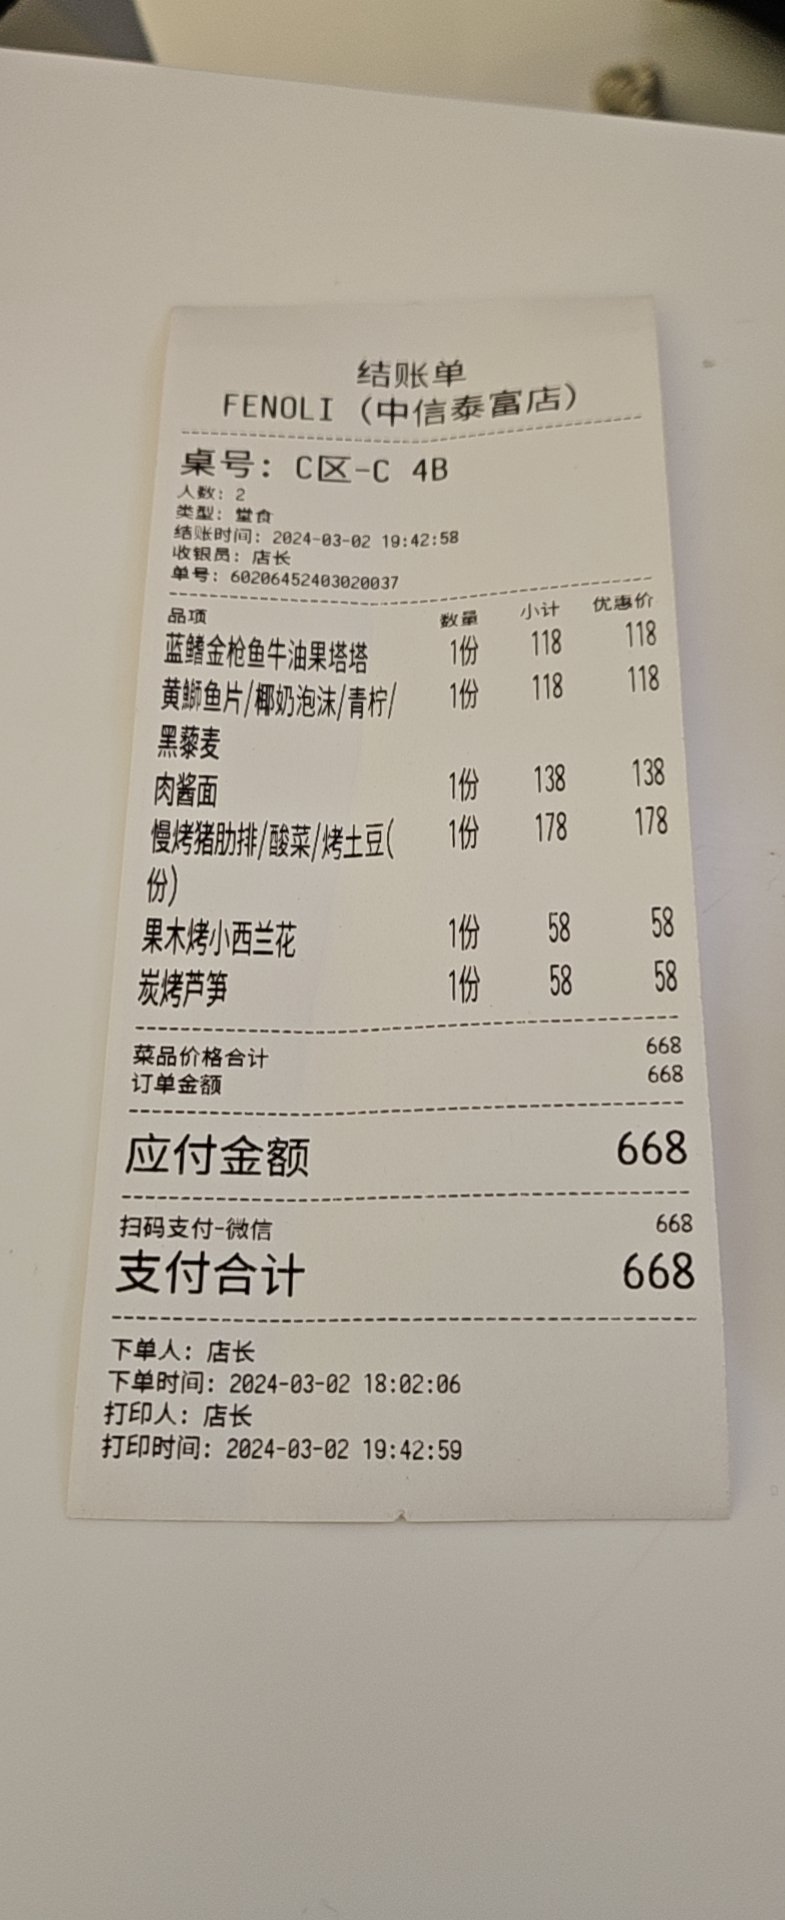 结账单
FENOLI (中信泰富店)
桌号: C区-C 4B
人数: 2
类型: 堂食
结账时间: 2024-03-02 19:42:58
收银员: 店长
单号: 60206452403020037
品项 数量 小计 优惠价
蓝鳍金枪鱼牛油果塔塔 1份 118 118
黄鰤鱼片/椰奶泡沫/青柠/ 1份 118 118
黑藜麦
肉酱面 1份 138 138
慢烤猪肋排/酸菜/烤土豆( 1份 178 178
份)
果木烤小西兰花 1份 58 58
炭烤芦笋 1份 58 58
菜品价格合计 668
订单金额 668
应付金额 668
扫码支付-微信 668
支付合计 668
下单人: 店长
下单时间: 2024-03-02 18:02:06
打印人: 店长
打印时间: 2024-03-02 19:42:59